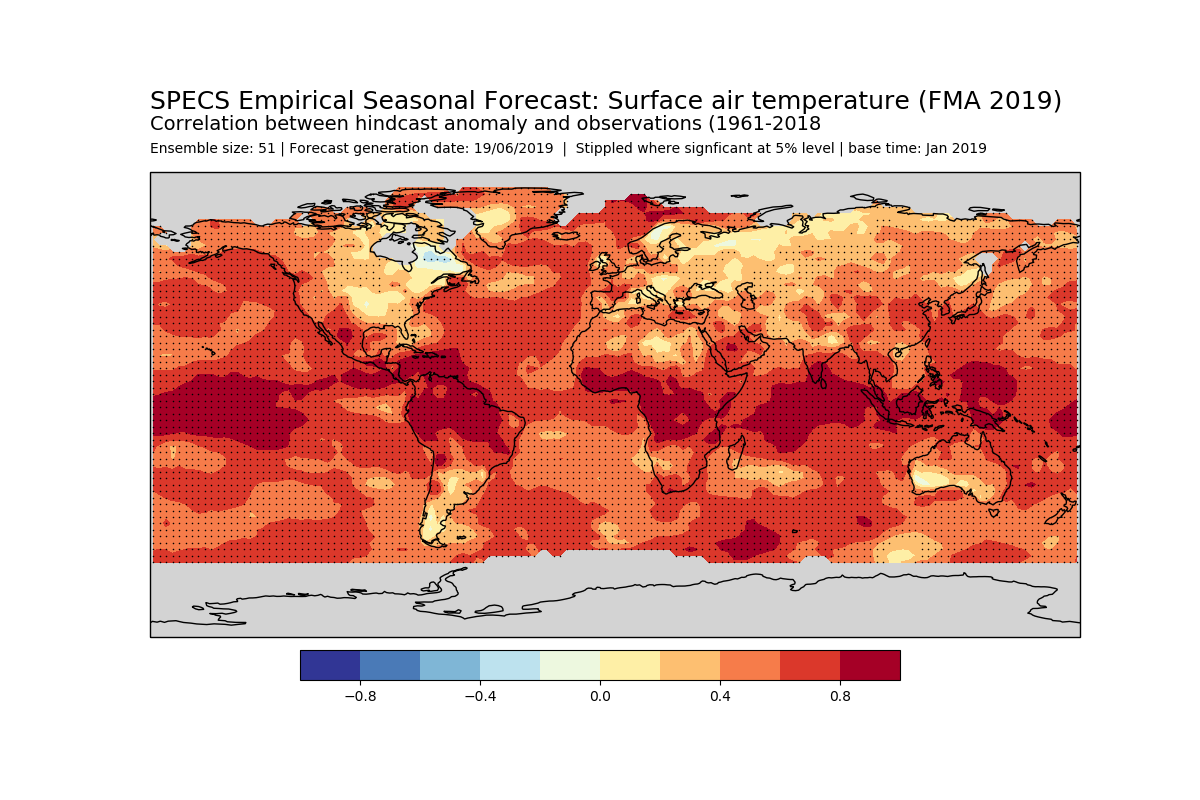 SPECS Empirical Seasonal Forecast: Surface air temperature (FMA 2019)
Correlation between hindcast anomaly and observations (1961-2018
Ensemble size: 51 | Forecast generation date: 19/06/2019  |  Stippled where signficant at 5% level | base time: Jan 2019
−0.8 −0.4 0.0 0.4 0.8